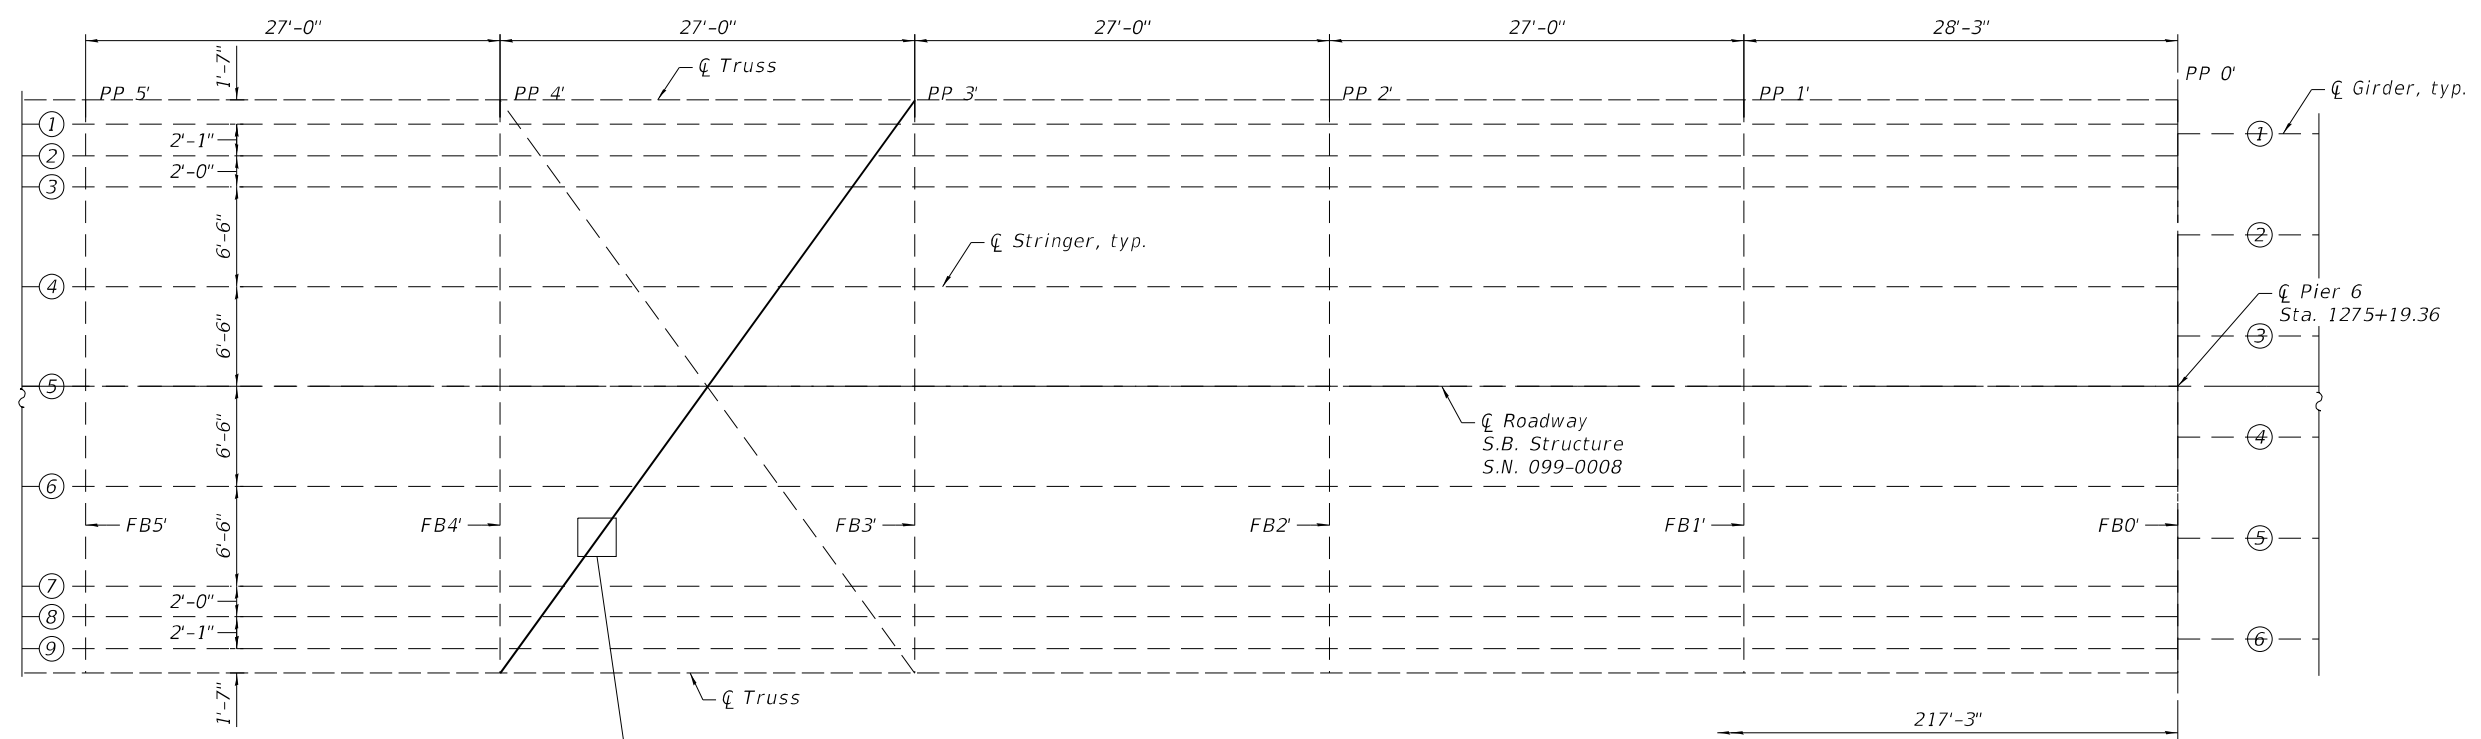 27'-0"
27'-0"
27'-0"
27'-0"
28'-3"
1'-7"
℄ Truss
PP 5'
PP 4'
PP 3'
PP 2'
PP 1'
PP 0'
℄ Girder, typ.
1
2
3
4
5
6
7
8
9
2'-1"
2'-0"
6'-6"
6'-6"
6'-6"
6'-6"
2'-0"
2'-1"
1'-7"
℄ Stringer, typ.
℄ Roadway
S.B. Structure
S.N. 099-0008
℄ Pier 6
Sta. 1275+19.36
1
2
3
4
5
6
FB5'
FB4'
FB3'
FB2'
FB1'
FB0'
℄ Truss
217'-3"